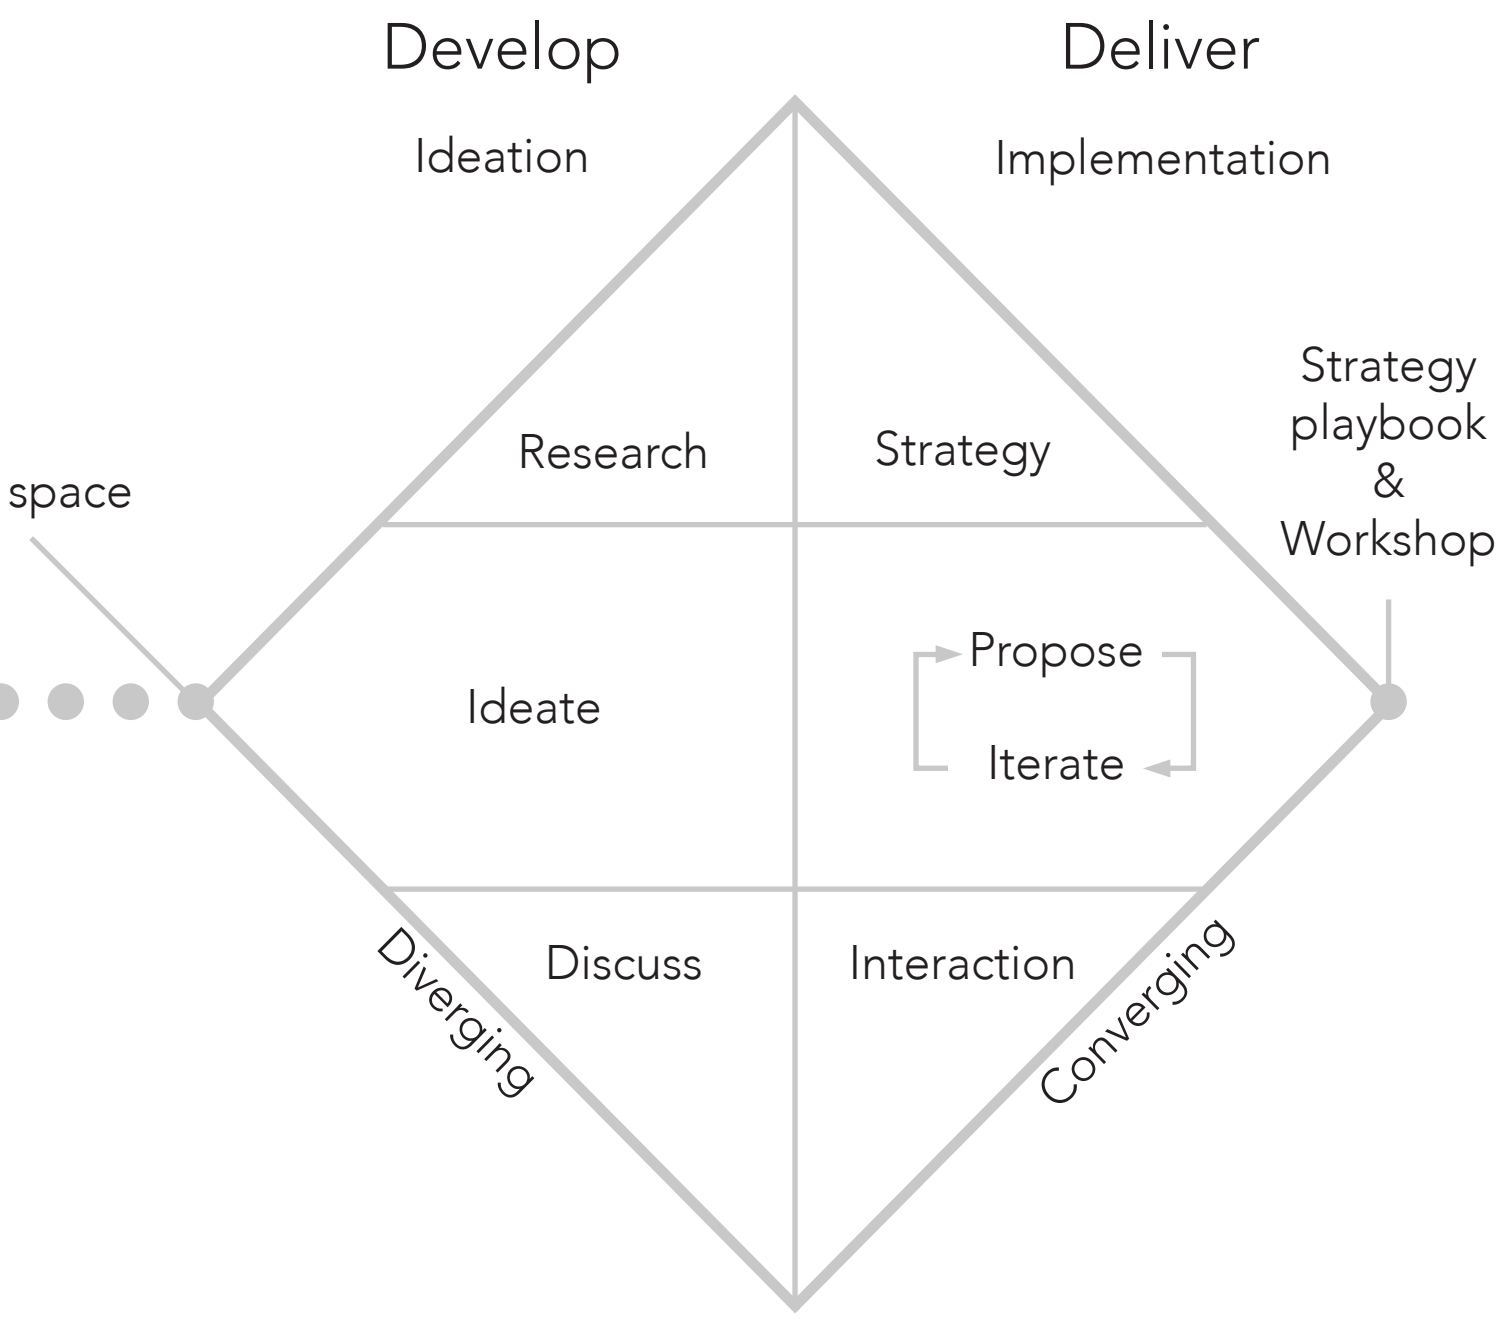 Develop
Deliver
Ideation
Implementation
Strategy
playbook
&
Workshop
space
Research
Strategy
Ideate
Propose
Iterate
Discuss
Interaction
Diverging
Converging